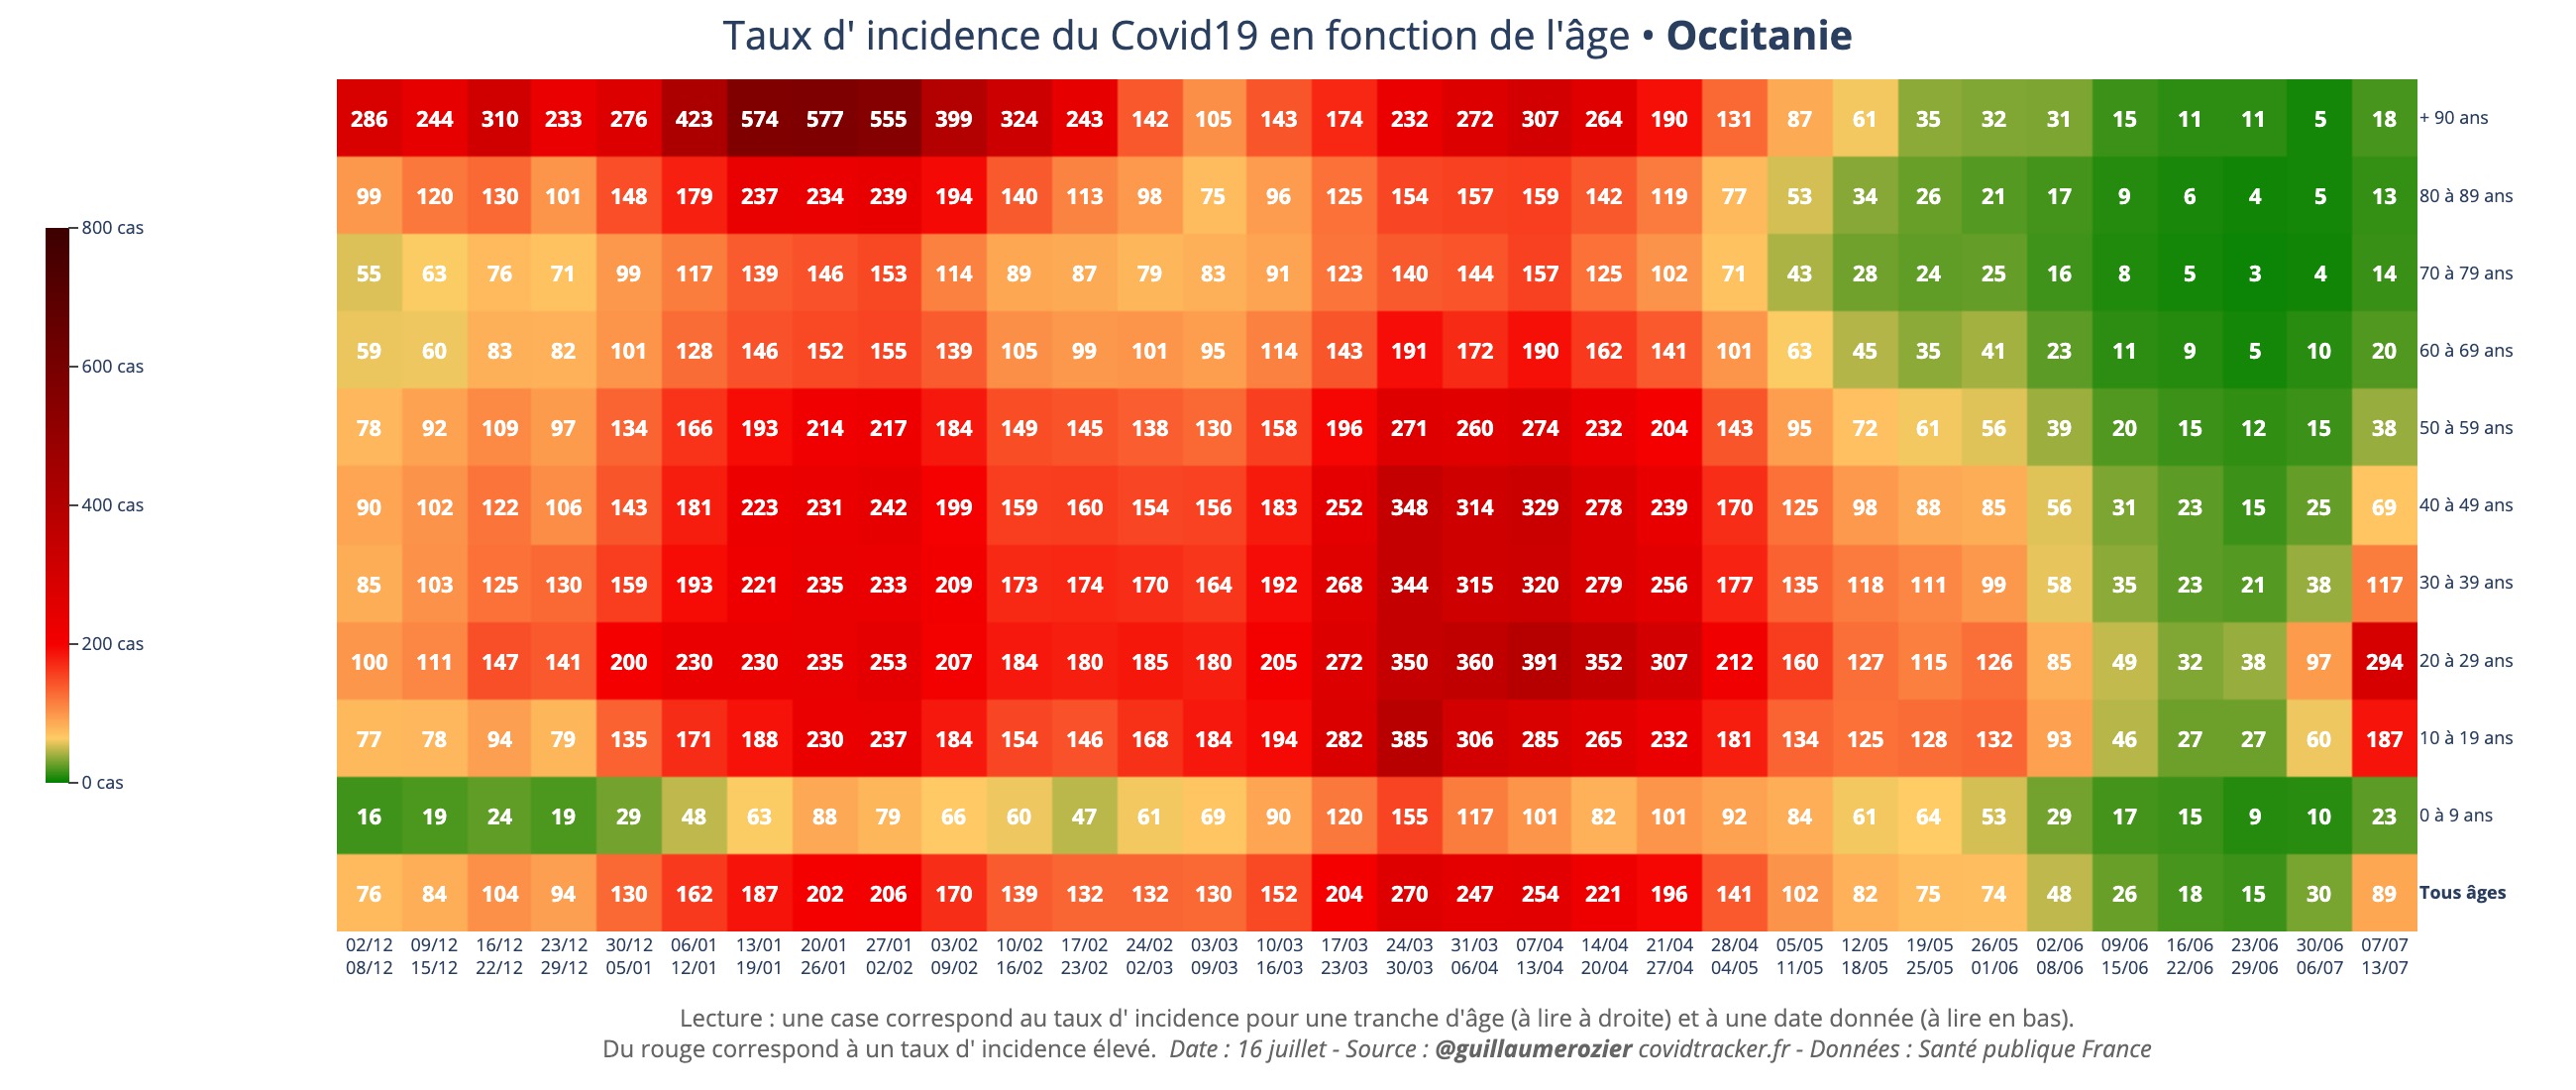 Taux d' incidence du Covid19 en fonction de l'âge • Occitanie
286 244 310 233 276 423 574 577 555 399 324 243 142 105 143 174 232 272 307 264 190 131 87 61 35 32 31 15 11 11 5 18 + 90 ans
99 120 130 101 148 179 237 234 239 194 140 113 98 75 96 125 154 157 159 142 119 77 53 34 26 21 17 9 6 4 5 13 80 à 89 ans
800 cas
55 63 76 71 99 117 139 146 153 114 89 87 79 83 91 123 140 144 157 125 102 71 43 28 24 25 16 8 5 3 4 14 70 à 79 ans
59 60 83 82 101 128 146 152 155 139 105 99 101 95 114 143 191 172 190 162 141 101 63 45 35 41 23 11 9 5 10 20 60 à 69 ans
600 cas
78 92 109 97 134 166 193 214 217 184 149 145 138 130 158 196 271 260 274 232 204 143 95 72 61 56 39 20 15 12 15 38 50 à 59 ans
400 cas
90 102 122 106 143 181 223 231 242 199 159 160 154 156 183 252 348 314 329 278 239 170 125 98 88 85 56 31 23 15 25 69 40 à 49 ans
85 103 125 130 159 193 221 235 233 209 173 174 170 164 192 268 344 315 320 279 256 177 135 118 111 99 58 35 23 21 38 117 30 à 39 ans
200 cas
100 111 147 141 200 230 230 235 253 207 184 180 185 180 205 272 350 360 391 352 307 212 160 127 115 126 85 49 32 38 97 294 20 à 29 ans
77 78 94 79 135 171 188 230 237 184 154 146 168 184 194 282 385 306 285 265 232 181 134 125 128 132 93 46 27 27 60 187 10 à 19 ans
0 cas
16 19 24 19 29 48 63 88 79 66 60 47 61 69 90 120 155 117 101 82 101 92 84 61 64 53 29 17 15 9 10 23 0 à 9 ans
76 84 104 94 130 162 187 202 206 170 139 132 132 130 152 204 270 247 254 221 196 141 102 82 75 74 48 26 18 15 30 89 Tous âges
02/12 09/12 16/12 23/12 30/12 06/01 13/01 20/01 27/01 03/02 10/02 17/02 24/02 03/03 10/03 17/03 24/03 31/03 07/04 14/04 21/04 28/04 05/05 12/05 19/05 26/05 02/06 09/06 16/06 23/06 30/06 07/07
08/12 15/12 22/12 29/12 05/01 12/01 19/01 26/01 02/02 09/02 16/02 23/02 02/03 09/03 16/03 23/03 30/03 06/04 13/04 20/04 27/04 04/05 11/05 18/05 25/05 01/06 08/06 15/06 22/06 29/06 06/07 13/07
Lecture : une case correspond au taux d' incidence pour une tranche d'âge (à lire à droite) et à une date donnée (à lire en bas).
Du rouge correspond à un taux d' incidence élevé. Date : 16 juillet - Source : @guillaumerozier covidtracker.fr - Données : Santé publique France